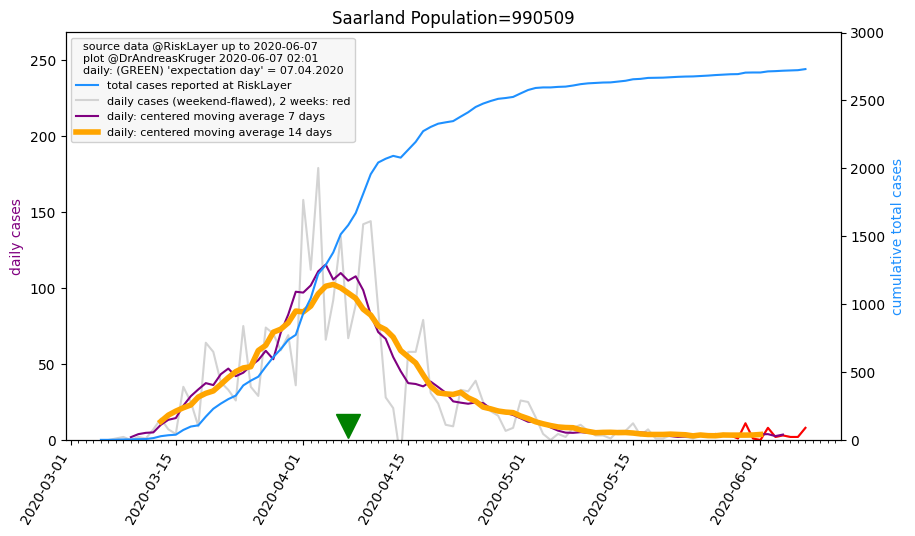 Saarland Population=990509
source data @RiskLayer up to 2020-06-07
plot @DrAndreasKruger 2020-06-07 02:01
daily: (GREEN) 'expectation day' = 07.04.2020
total cases reported at RiskLayer
daily cases (weekend-flawed), 2 weeks: red
daily: centered moving average 7 days
daily: centered moving average 14 days
daily cases
250
200
150
100
50
0
3000
2500
2000
1500
1000
500
0
cumulative total cases
2020-03-01
2020-03-15
2020-04-01
2020-04-15
2020-05-01
2020-05-15
2020-06-01